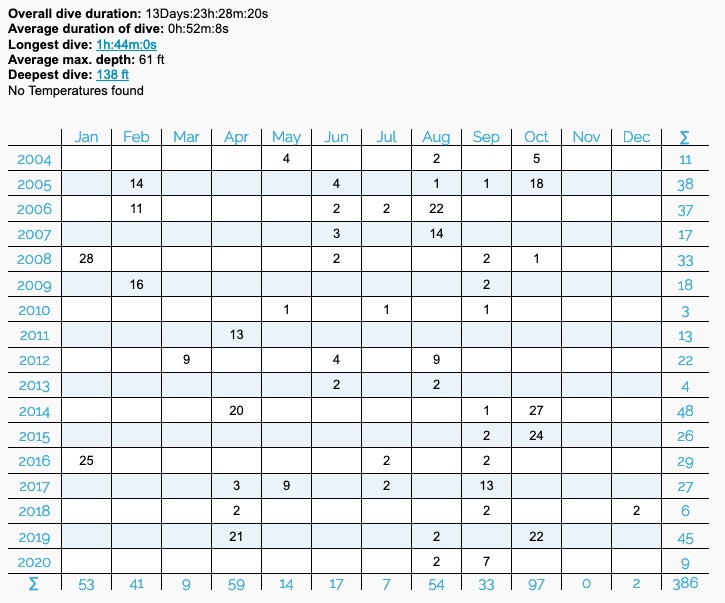 Overall dive duration: 13Days:23h:28m:20s
Average duration of dive: 0h:52m:8s
Longest dive: 1h:44m:0s
Average max. depth: 61 ft
Deepest dive: 138 ft
No Temperatures found
Jan Feb Mar Apr May Jun Jul Aug Sep Oct Nov Dec Σ
2004 4 2 5 11
2005 14 4 1 1 18 38
2006 11 2 2 22 37
2007 3 14 17
2008 28 2 2 1 33
2009 16 2 18
2010 1 1 1 3
2011 13 13
2012 9 4 9 22
2013 2 2 4
2014 20 1 27 48
2015 2 24 26
2016 25 2 2 29
2017 3 9 2 13 27
2018 2 2 2 6
2019 21 2 22 45
2020 2 7 9
Σ 53 41 9 59 14 17 7 54 33 97 0 2 386